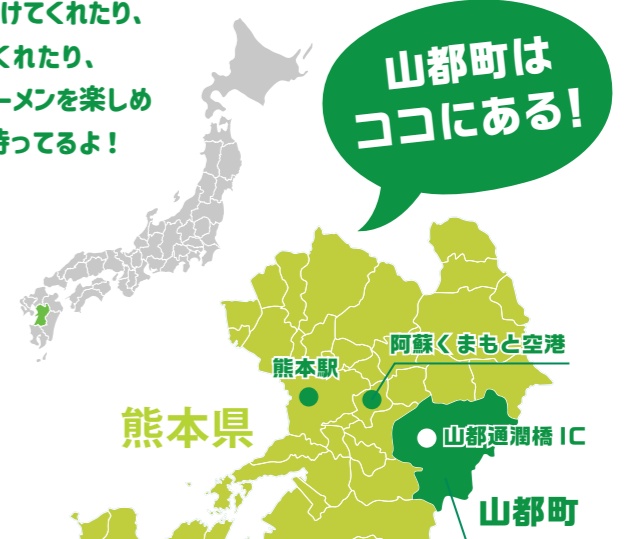 けてくれたり、
くれたり、
ーメンを楽しめ
待ってるよ！
山都町は
ココにある！
阿蘇くまもと空港
熊本駅
熊本県
山都通潤橋IC
山都町